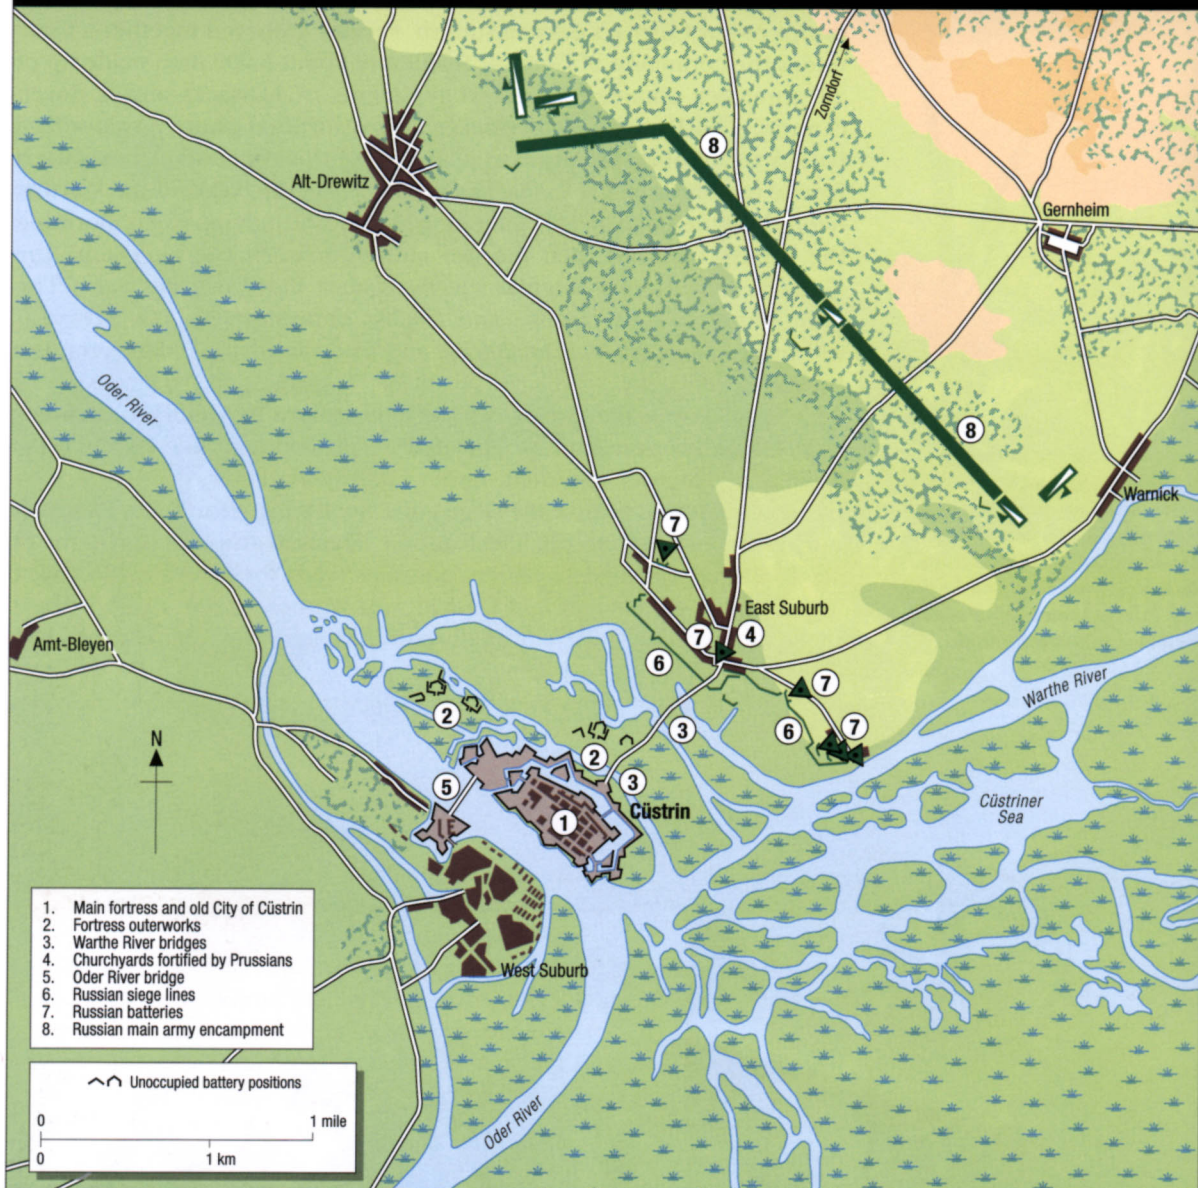 Zorndorf
8
Alt-Drewitz
Gernheim
Oder River
8
Warnick
7
East Suburb
7
4
Amt-Bleyen
6
7
Warthe River
2
3
6
7
N
2
5
3
Cüstrin
1
Cüstriner
Sea
1. Main fortress and old City of Cüstrin
2. Fortress outerworks
3. Warthe River bridges
4. Churchyards fortified by Prussians
5. Oder River bridge
6. Russian siege lines
7. Russian batteries
8. Russian main army encampment
West Suburb
Unoccupied battery positions
0 1 mile
0 1 km
Oder River